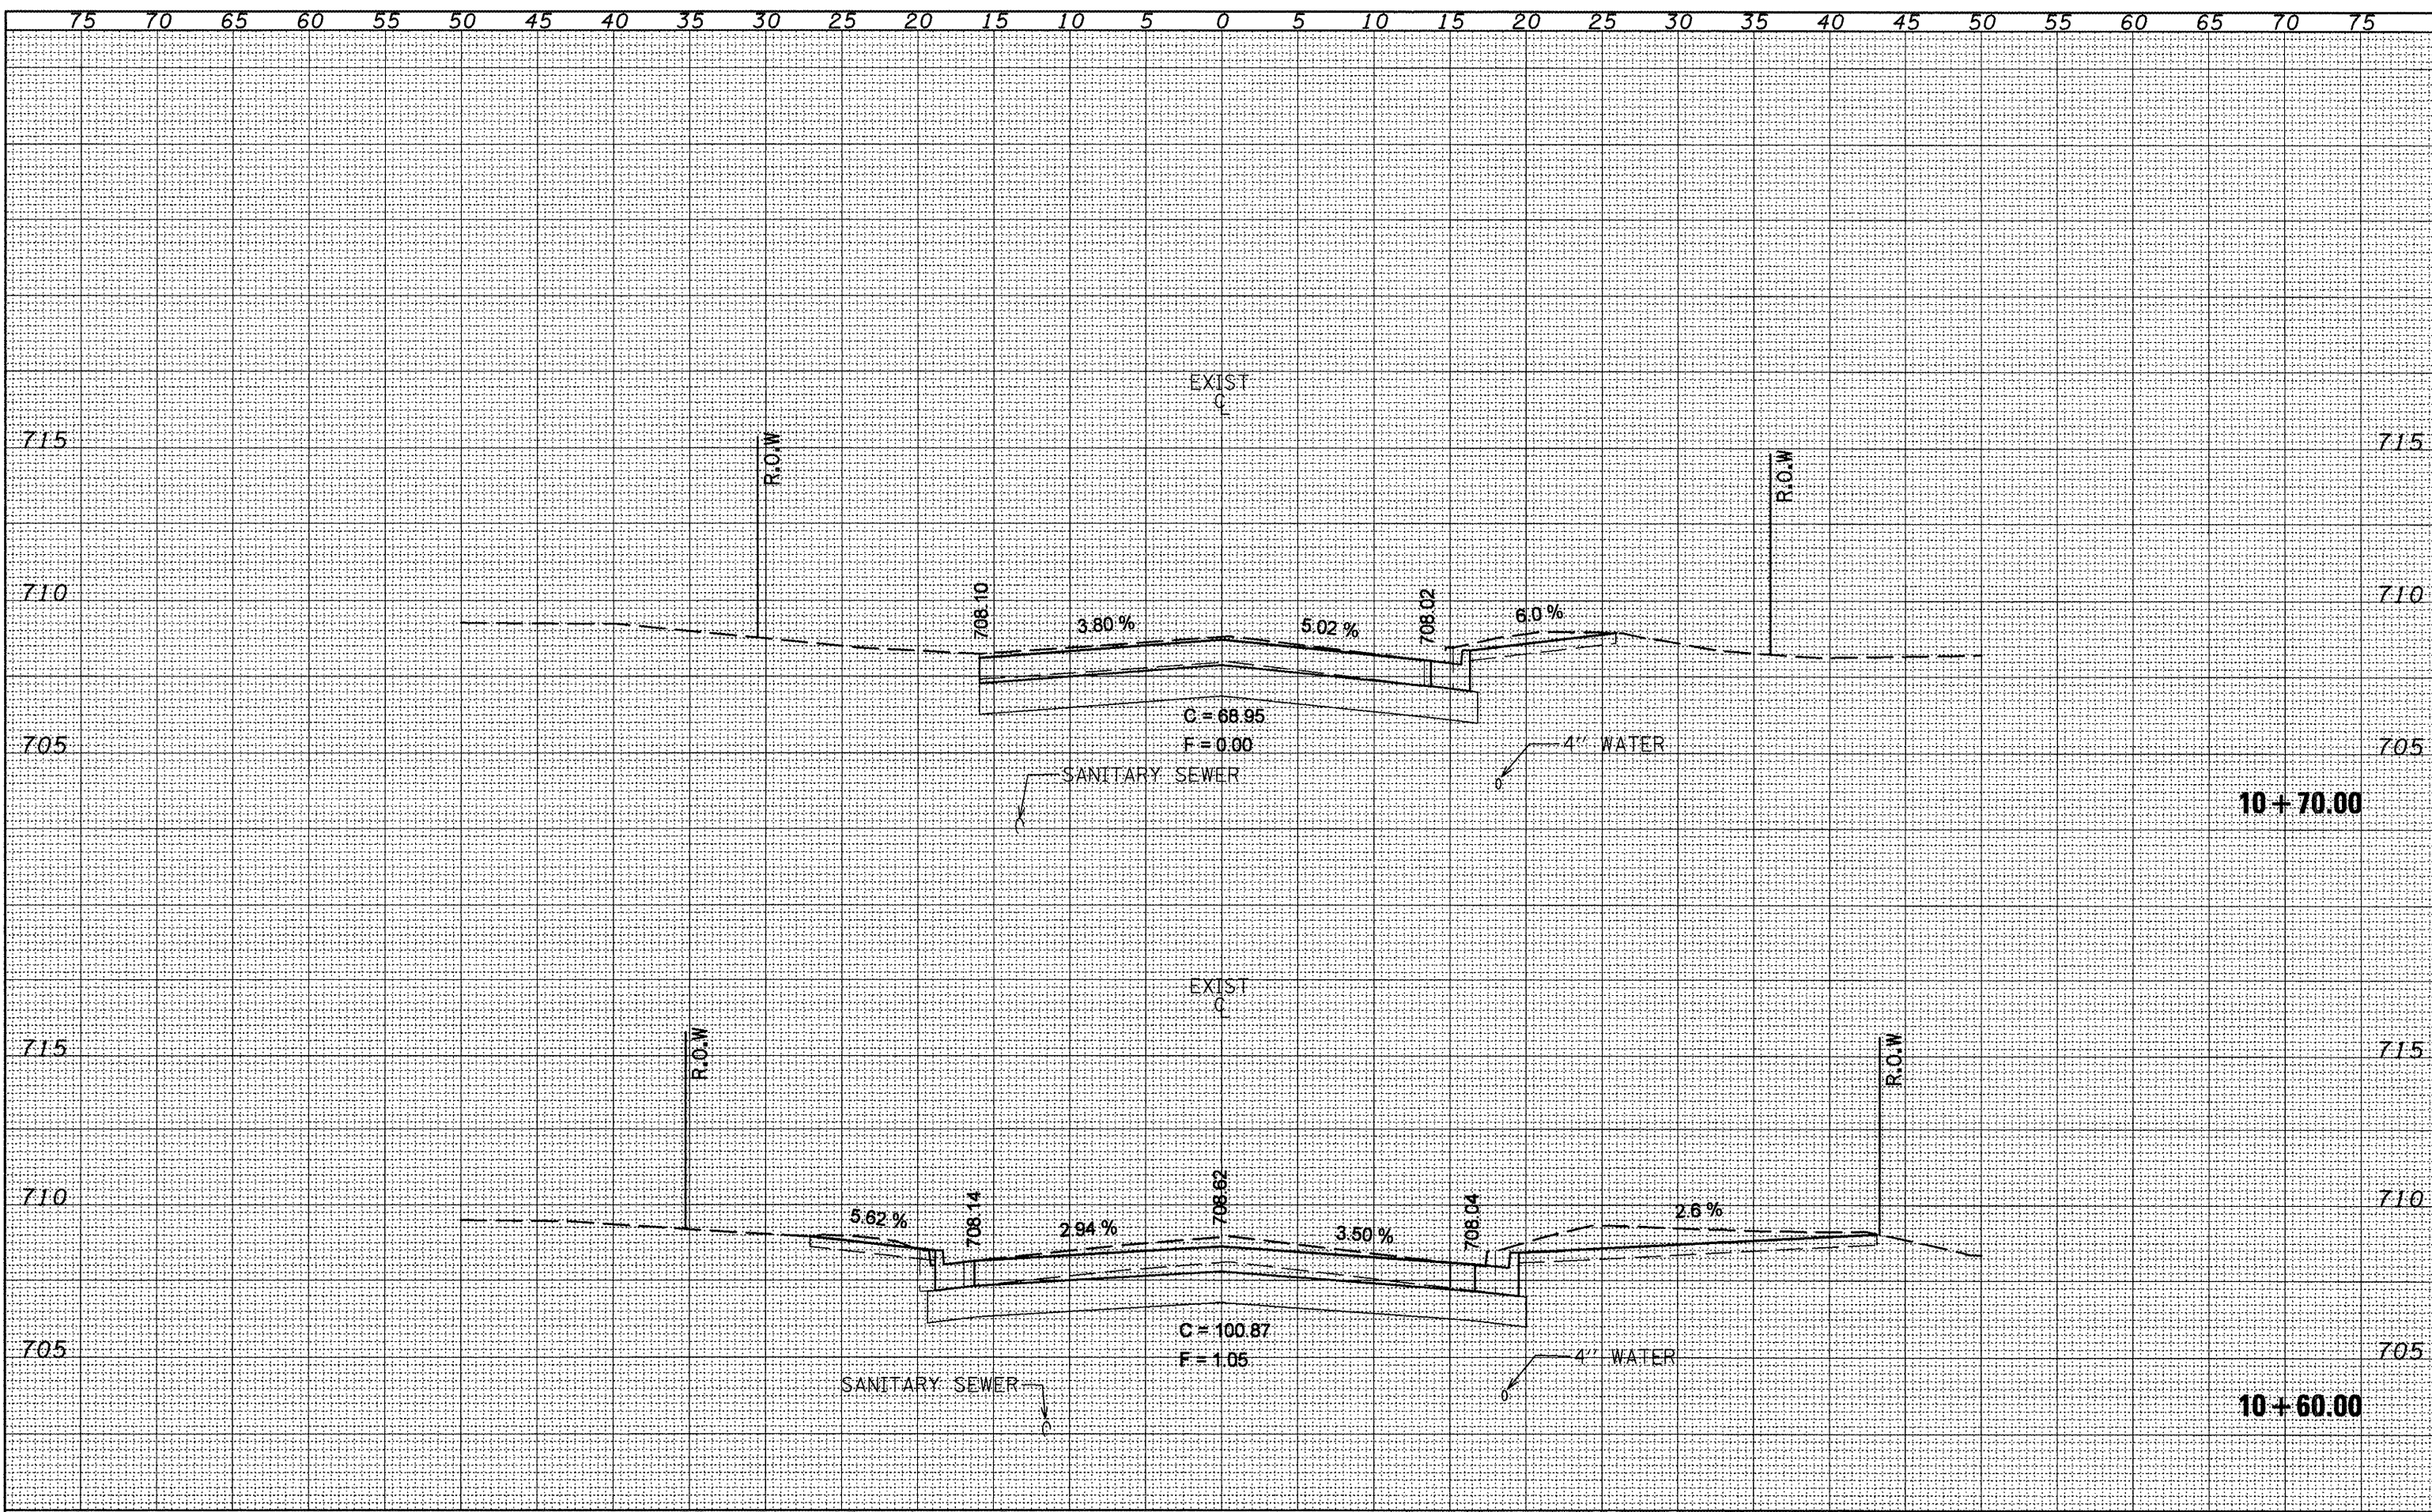 75 70 65 60 55 50 45 40 35 30 25 20 15 10 5 0 5 10 15 20 25 30 35 40 45 50 55 60 65 70 75
EXIST
℄
715
R.O.W
R.O.W
715
710
708.10
3.80 %
5.02 %
708.02
6.0 %
710
C = 68.95
F = 0.00
705
4'' WATER
705
SANITARY SEWER
10 + 70.00
EXIST
℄
715
R.O.W
R.O.W
715
710
5.62 %
708.14
2.94 %
708.62
3.50 %
708.04
2.6 %
710
C = 100.87
F = 1.05
705
4'' WATER
705
SANITARY SEWER
10 + 60.00